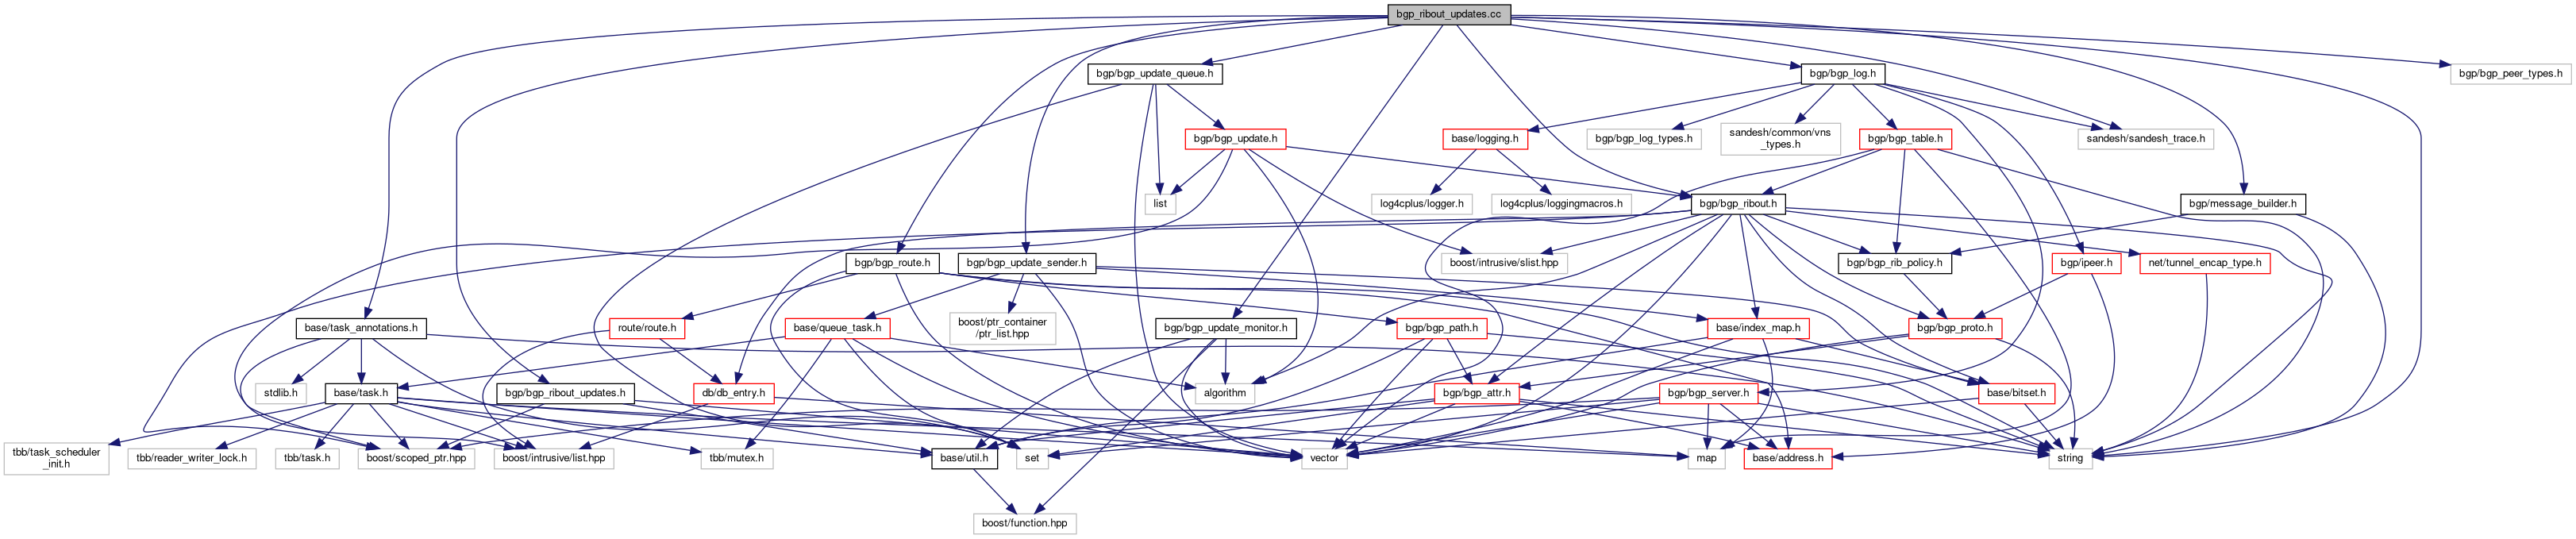 bgp_ribout_updates.cc
bgp/bgp_update_queue.h
bgp/bgp_log.h
bgp/bgp_peer_types.h
bgp/bgp_update.h
base/logging.h
bgp/bgp_log_types.h
sandesh/common/vns
_types.h
bgp/bgp_table.h
sandesh/sandesh_trace.h
list
log4cplus/logger.h
log4cplus/loggingmacros.h
bgp/bgp_ribout.h
bgp/message_builder.h
bgp/bgp_route.h
bgp/bgp_update_sender.h
boost/intrusive/slist.hpp
bgp/bgp_rib_policy.h
bgp/ipeer.h
net/tunnel_encap_type.h
base/task_annotations.h
route/route.h
base/queue_task.h
boost/ptr_container
/ptr_list.hpp
bgp/bgp_update_monitor.h
bgp/bgp_path.h
base/index_map.h
bgp/bgp_proto.h
stdlib.h
base/task.h
bgp/bgp_ribout_updates.h
db/db_entry.h
algorithm
bgp/bgp_attr.h
bgp/bgp_server.h
base/bitset.h
tbb/task_scheduler
_init.h
tbb/reader_writer_lock.h
tbb/task.h
boost/scoped_ptr.hpp
boost/intrusive/list.hpp
tbb/mutex.h
base/util.h
set
vector
map
base/address.h
string
boost/function.hpp